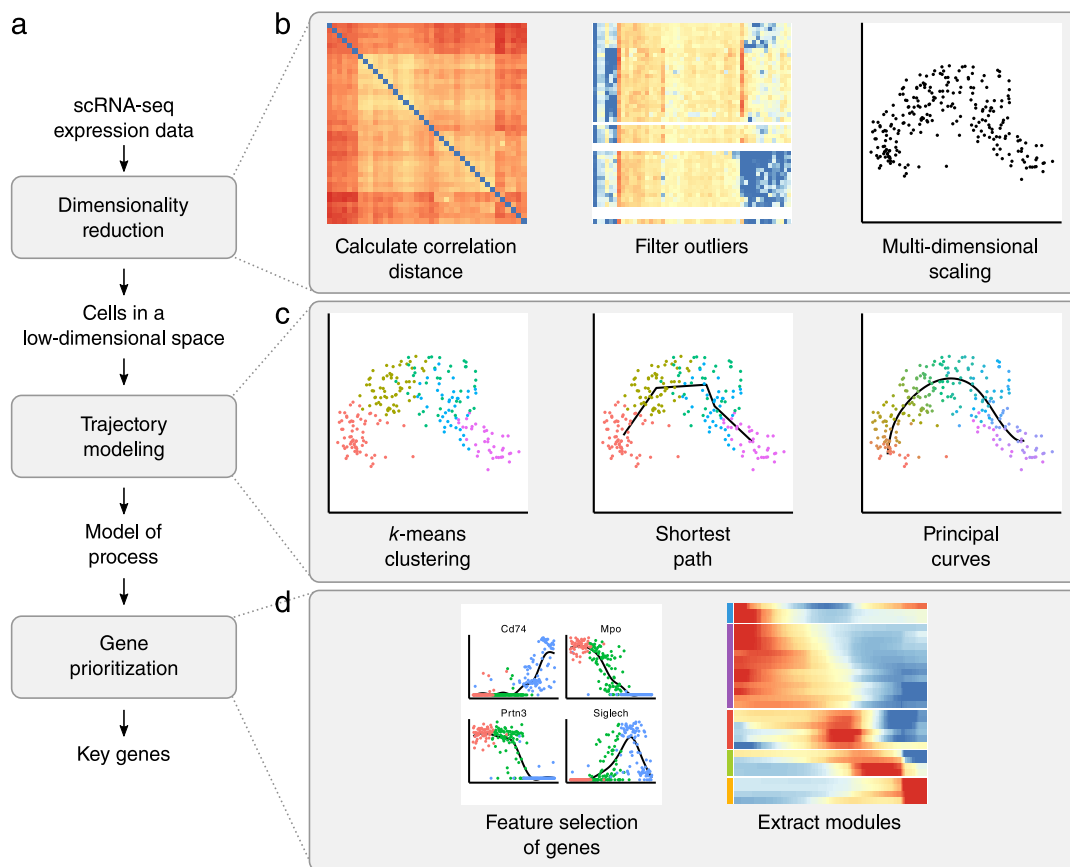 a
scRNA-seq
expression data
Dimensionality
reduction
Cells in a
low-dimensional space
Trajectory
modeling
Model of
process
Gene
prioritization
Key genes
b
Calculate correlation
distance
Filter outliers
Multi-dimensional
scaling
c
k-means
clustering
Shortest
path
Principal
curves
d
Cd74
Mpo
Prtn3
Siglech
Feature selection
of genes
Extract modules